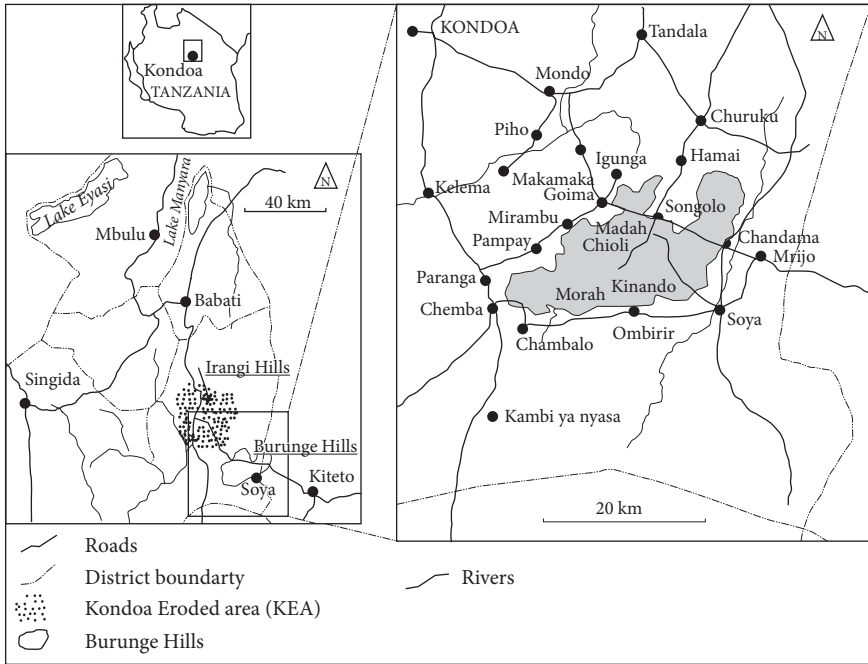 Kondoa
TANZANIA
N
40 km
Lake Eyasi
Lake Manyara
Mbulu
Babati
Singida
Irangi Hills
Burunge Hills
Soya
Kiteto
N
KONDOA
Tandala
Mondo
Churuku
Piho
Igunga
Hamai
Kelema
Makamaka
Goima
Songolo
Mirambu
Madah
Chioli
Chandama
Pampay
Mrijo
Paranga
Morah
Kinando
Chemba
Ombirir
Soya
Chambalo
Kambi ya nyasa
20 km
Roads
District boundarty
Rivers
Kondoa Eroded area (KEA)
Burunge Hills